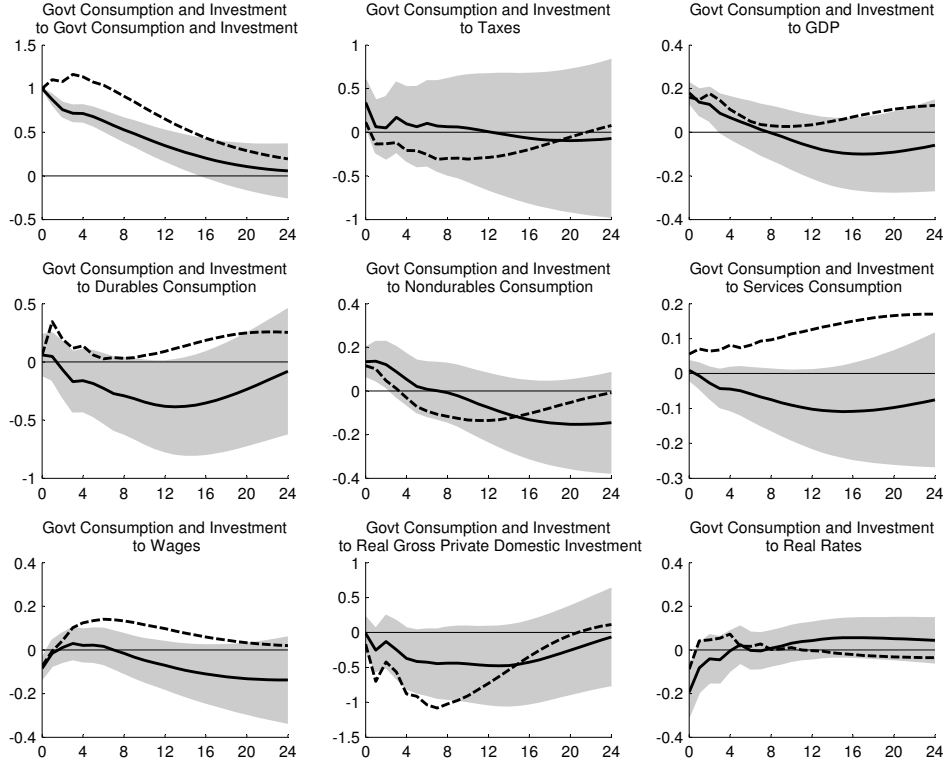 Govt Consumption and Investment
to Govt Consumption and Investment
1.5
1
0.5
0
-0.5
0 4 8 12 16 20 24
Govt Consumption and Investment
to Taxes
1
0.5
0
-0.5
-1
0 4 8 12 16 20 24
Govt Consumption and Investment
to GDP
0.4
0.2
0
-0.2
-0.4
0 4 8 12 16 20 24
Govt Consumption and Investment
to Durables Consumption
0.5
0
-0.5
-1
0 4 8 12 16 20 24
Govt Consumption and Investment
to Nondurables Consumption
0.4
0.2
0
-0.2
-0.4
0 4 8 12 16 20 24
Govt Consumption and Investment
to Services Consumption
0.2
0.1
0
-0.1
-0.2
-0.3
0 4 8 12 16 20 24
Govt Consumption and Investment
to Wages
0.4
0.2
0
-0.2
-0.4
0 4 8 12 16 20 24
Govt Consumption and Investment
to Real Gross Private Domestic Investment
1
0.5
0
-0.5
-1
-1.5
0 4 8 12 16 20 24
Govt Consumption and Investment
to Real Rates
0.4
0.2
0
-0.2
-0.4
0 4 8 12 16 20 24